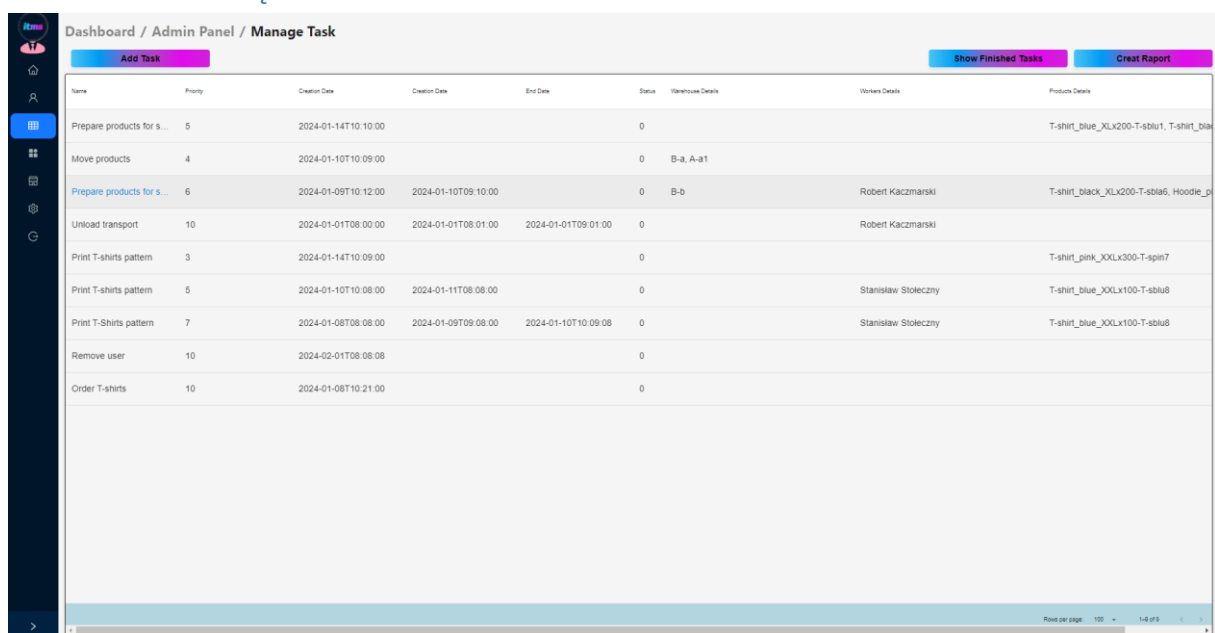 itms
Dashboard / Admin Panel / Manage Task
Add Task Show Finished Tasks Creat Raport
Name Priority Creation Date Creation Date End Date Status Warehouse Details Workers Details Products Details
Prepare products for s... 5 2024-01-14T10:10:00 0 T-shirt_blue_XLx200-T-sblu1, T-shirt_bla
Move products 4 2024-01-10T10:09:00 0 B-a, A-a1
Prepare products for s... 6 2024-01-09T10:12:00 2024-01-10T09:10:00 0 B-b Robert Kaczmarski T-shirt_black_XLx200-T-sbla6, Hoodie_p
Unload transport 10 2024-01-01T08:00:00 2024-01-01T08:01:00 2024-01-01T09:01:00 0 Robert Kaczmarski
Print T-shirts pattern 3 2024-01-14T10:09:00 0 T-shirt_pink_XXLx300-T-spin7
Print T-shirts pattern 5 2024-01-10T10:08:00 2024-01-11T08:08:00 0 Stanisław Stołeczny T-shirt_blue_XXLx100-T-sblu8
Print T-Shirts pattern 7 2024-01-08T08:08:00 2024-01-09T09:08:00 2024-01-10T10:09:08 0 Stanisław Stołeczny T-shirt_blue_XXLx100-T-sblu8
Remove user 10 2024-02-01T08:08:08 0
Order T-shirts 10 2024-01-08T10:21:00 0
Rows per page: 100 1–9 of 9